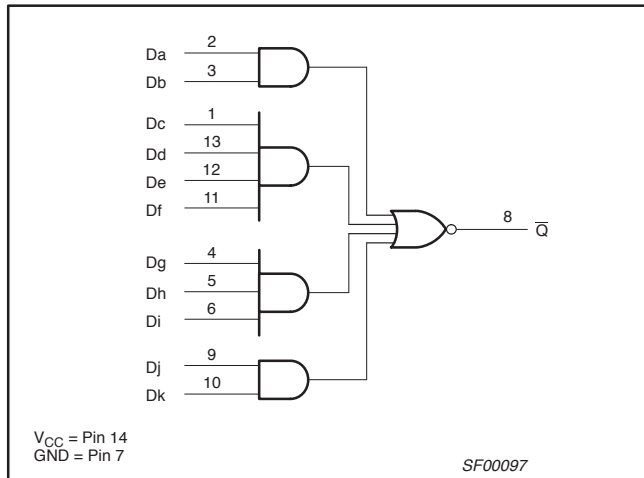 Da 2
Db 3
Dc 1
Dd 13
De 12
Df 11
8 Q̅
Dg 4
Dh 5
Di 6
Dj 9
Dk 10
VCC = Pin 14
GND = Pin 7
SF00097